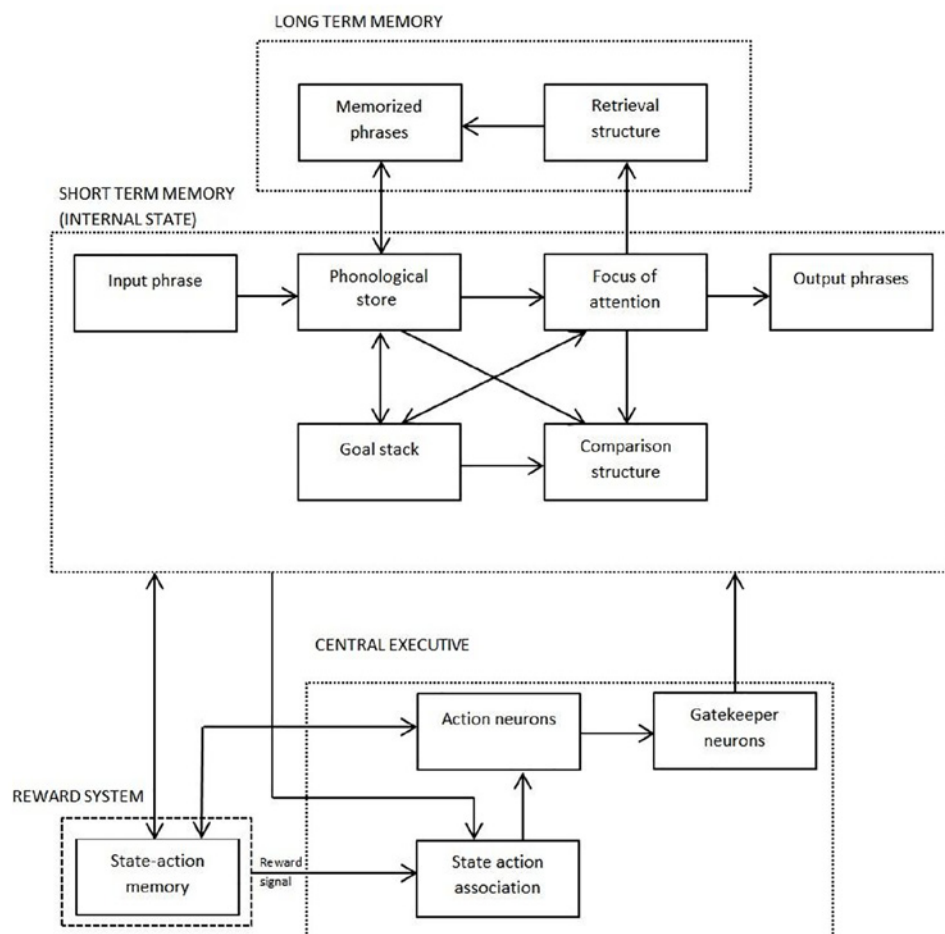 LONG TERM MEMORY
Memorized
phrases
Retrieval
structure
SHORT TERM MEMORY
(INTERNAL STATE)
Input phrase
Phonological
store
Focus of
attention
Output phrases
Goal stack
Comparison
structure
CENTRAL EXECUTIVE
Action neurons
Gatekeeper
neurons
REWARD SYSTEM
State-action
memory
Reward
signal
State action
association